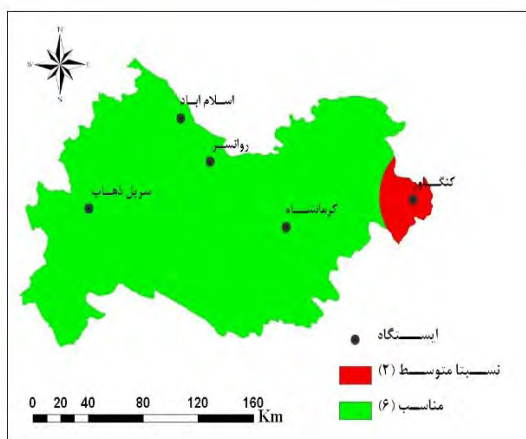 N
W E
S
اسلام اباد
روانسر
سرپل ذهاب
کرمانشاه
کنگاور
ایستگاه
نسبتا متوسط (۲)
مناسب (۶)
0 20 40 80 120 160
Km